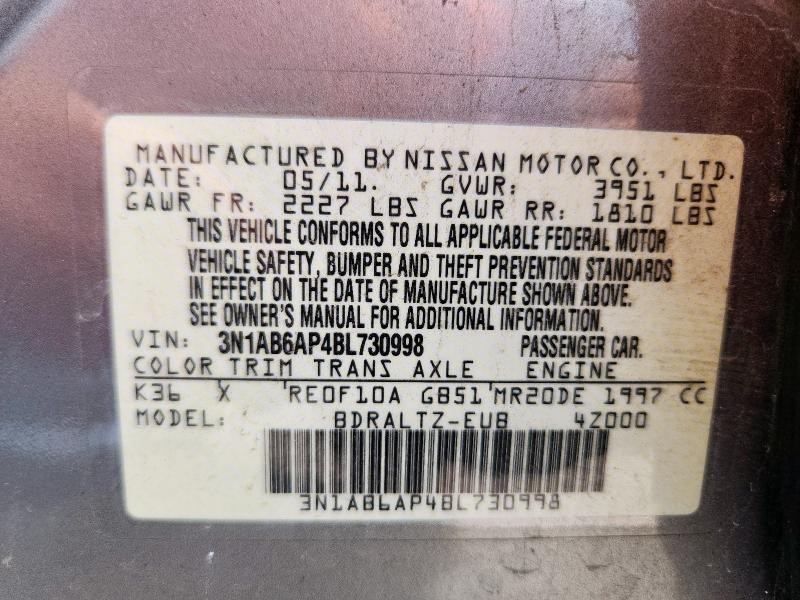 MANUFACTURED BY NISSAN MOTOR CO., LTD.
DATE: 05/11. GVWR: 3951 LBS
GAWR FR: 2227 LBS GAWR RR: 1810 LBS
THIS VEHICLE CONFORMS TO ALL APPLICABLE FEDERAL MOTOR
VEHICLE SAFETY, BUMPER AND THEFT PREVENTION STANDARDS
IN EFFECT ON THE DATE OF MANUFACTURE SHOWN ABOVE.
SEE OWNER'S MANUAL FOR ADDITIONAL INFORMATION.
VIN: 3N1AB6AP4BL730998 PASSENGER CAR.
COLOR TRIM TRANS AXLE ENGINE
K36 X RE0F10A GB51 MR20DE 1997 CC
MODEL: BDRALTZ-EUB 4Z000
3N1AB6AP4BL730998